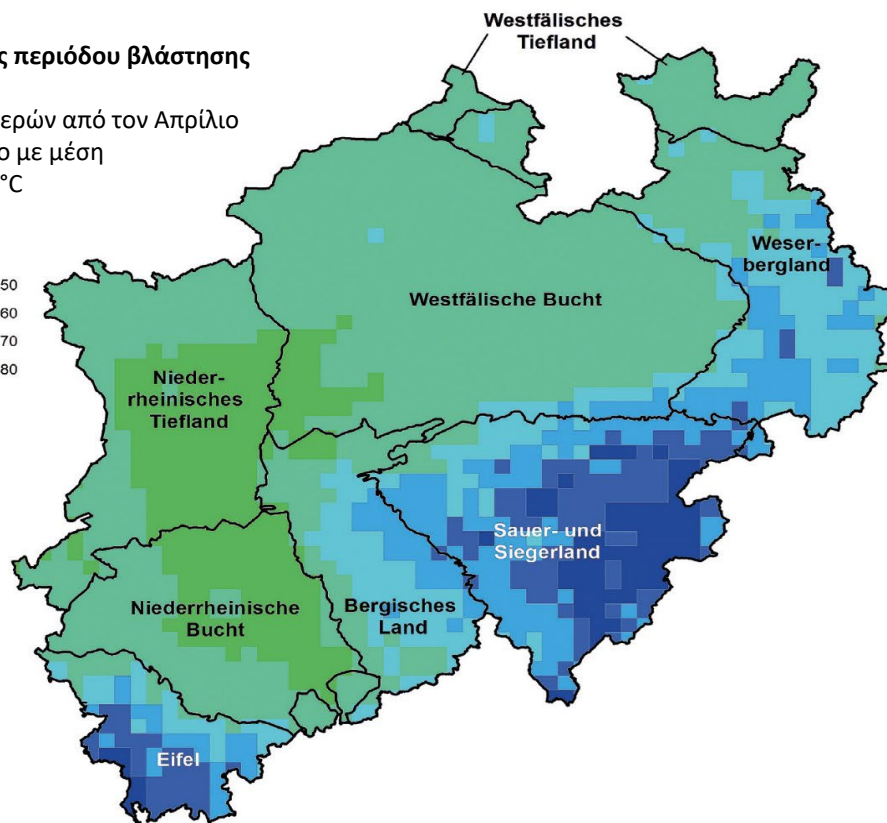 Westfälisches
Tiefland
ς περιόδου βλάστησης
ερών από τον Απρίλιο
ο με μέση
°C
Weser-
bergland
50
60
70
80
Westfälische Bucht
Nieder-
rheinisches
Tiefland
Sauer- und
Siegerland
Niederrheinische
Bucht
Bergisches
Land
Eifel